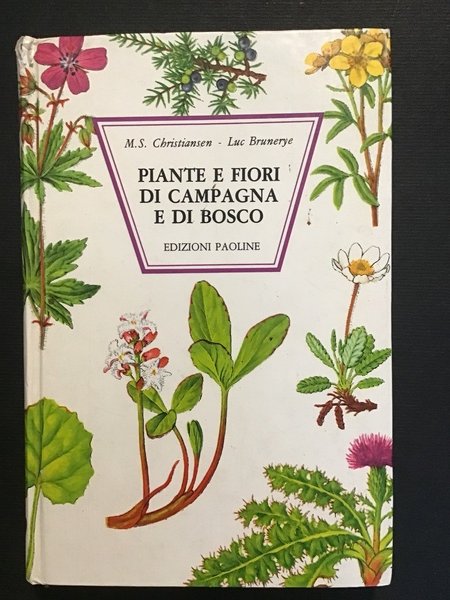 M.S. Christiansen - Luc Brunerye
PIANTE E FIORI
DI CAMPAGNA
E DI BOSCO
EDIZIONI PAOLINE